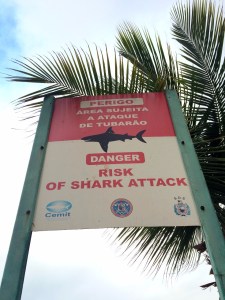 PERIGO
ÁREA SUJEITA
A ATAQUE
DE TUBARÃO
DANGER
RISK
OF SHARK ATTACK
Cemit